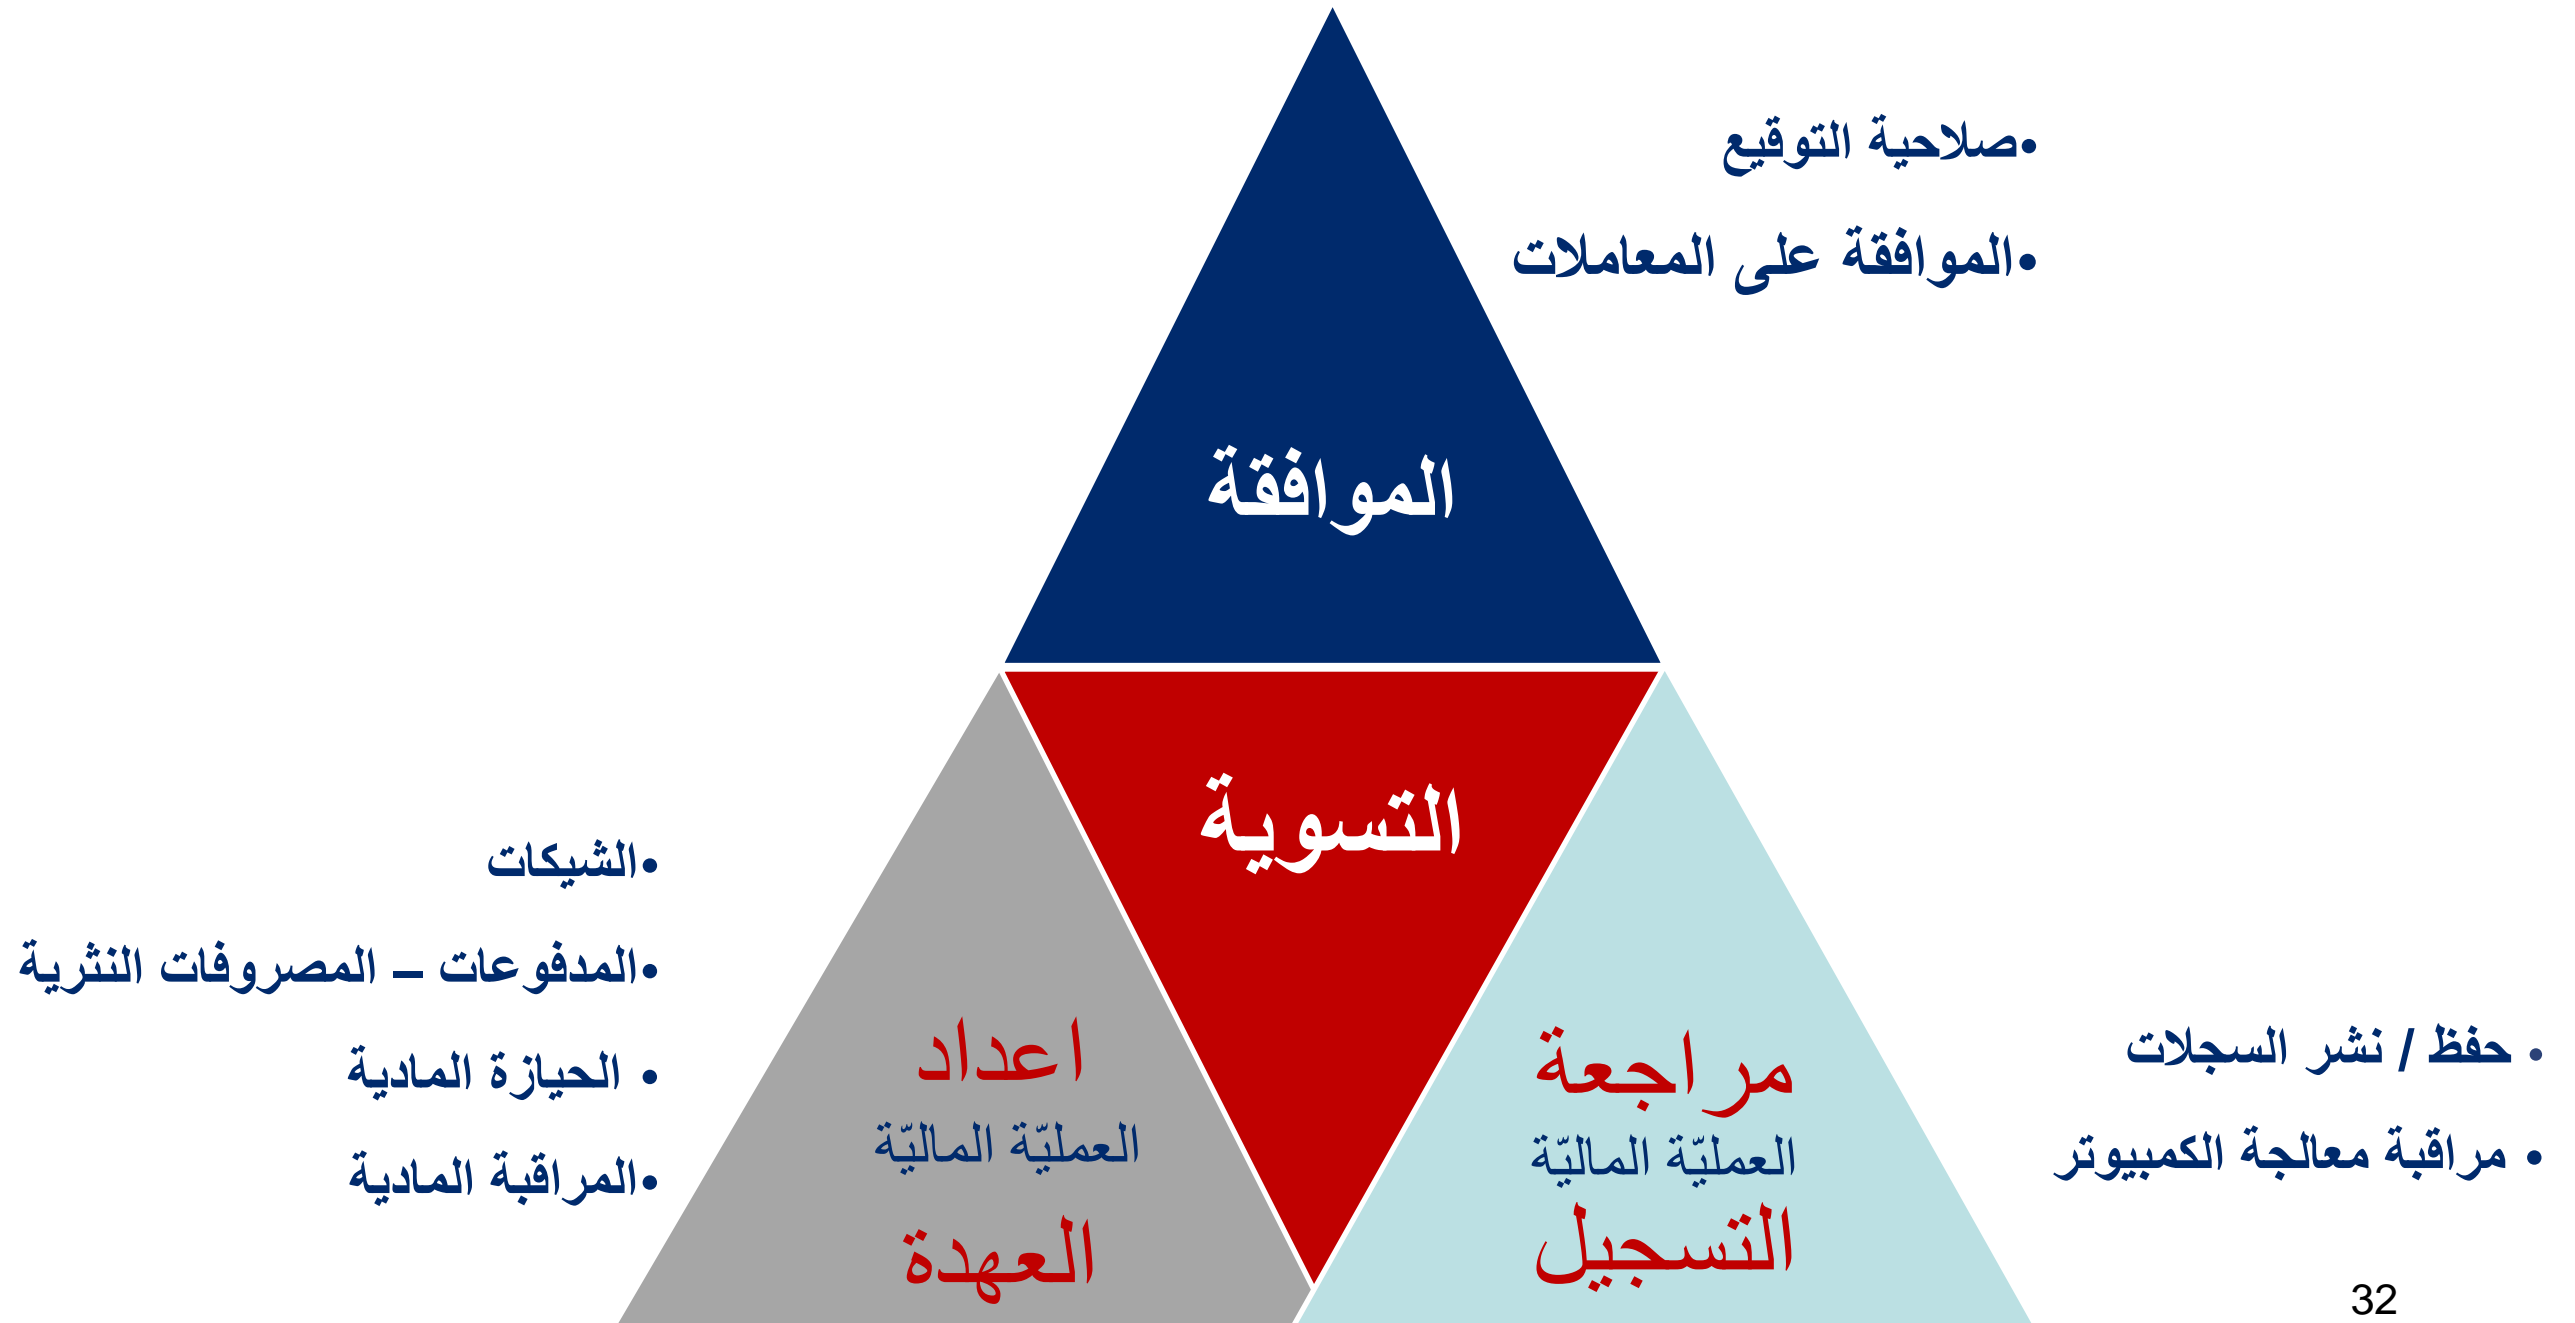 •صلاحية التوقيع
•الموافقة على المعاملات
الموافقة
التسوية
مراجعة
العمليّة الماليّة
التسجيل
• حفظ / نشر السجلات
• مراقبة معالجة الكمبيوتر
اعداد
العمليّة الماليّة
العهدة
•الشيكات
•المدفوعات – المصروفات النثرية
• الحيازة المادية
•المراقبة المادية
32